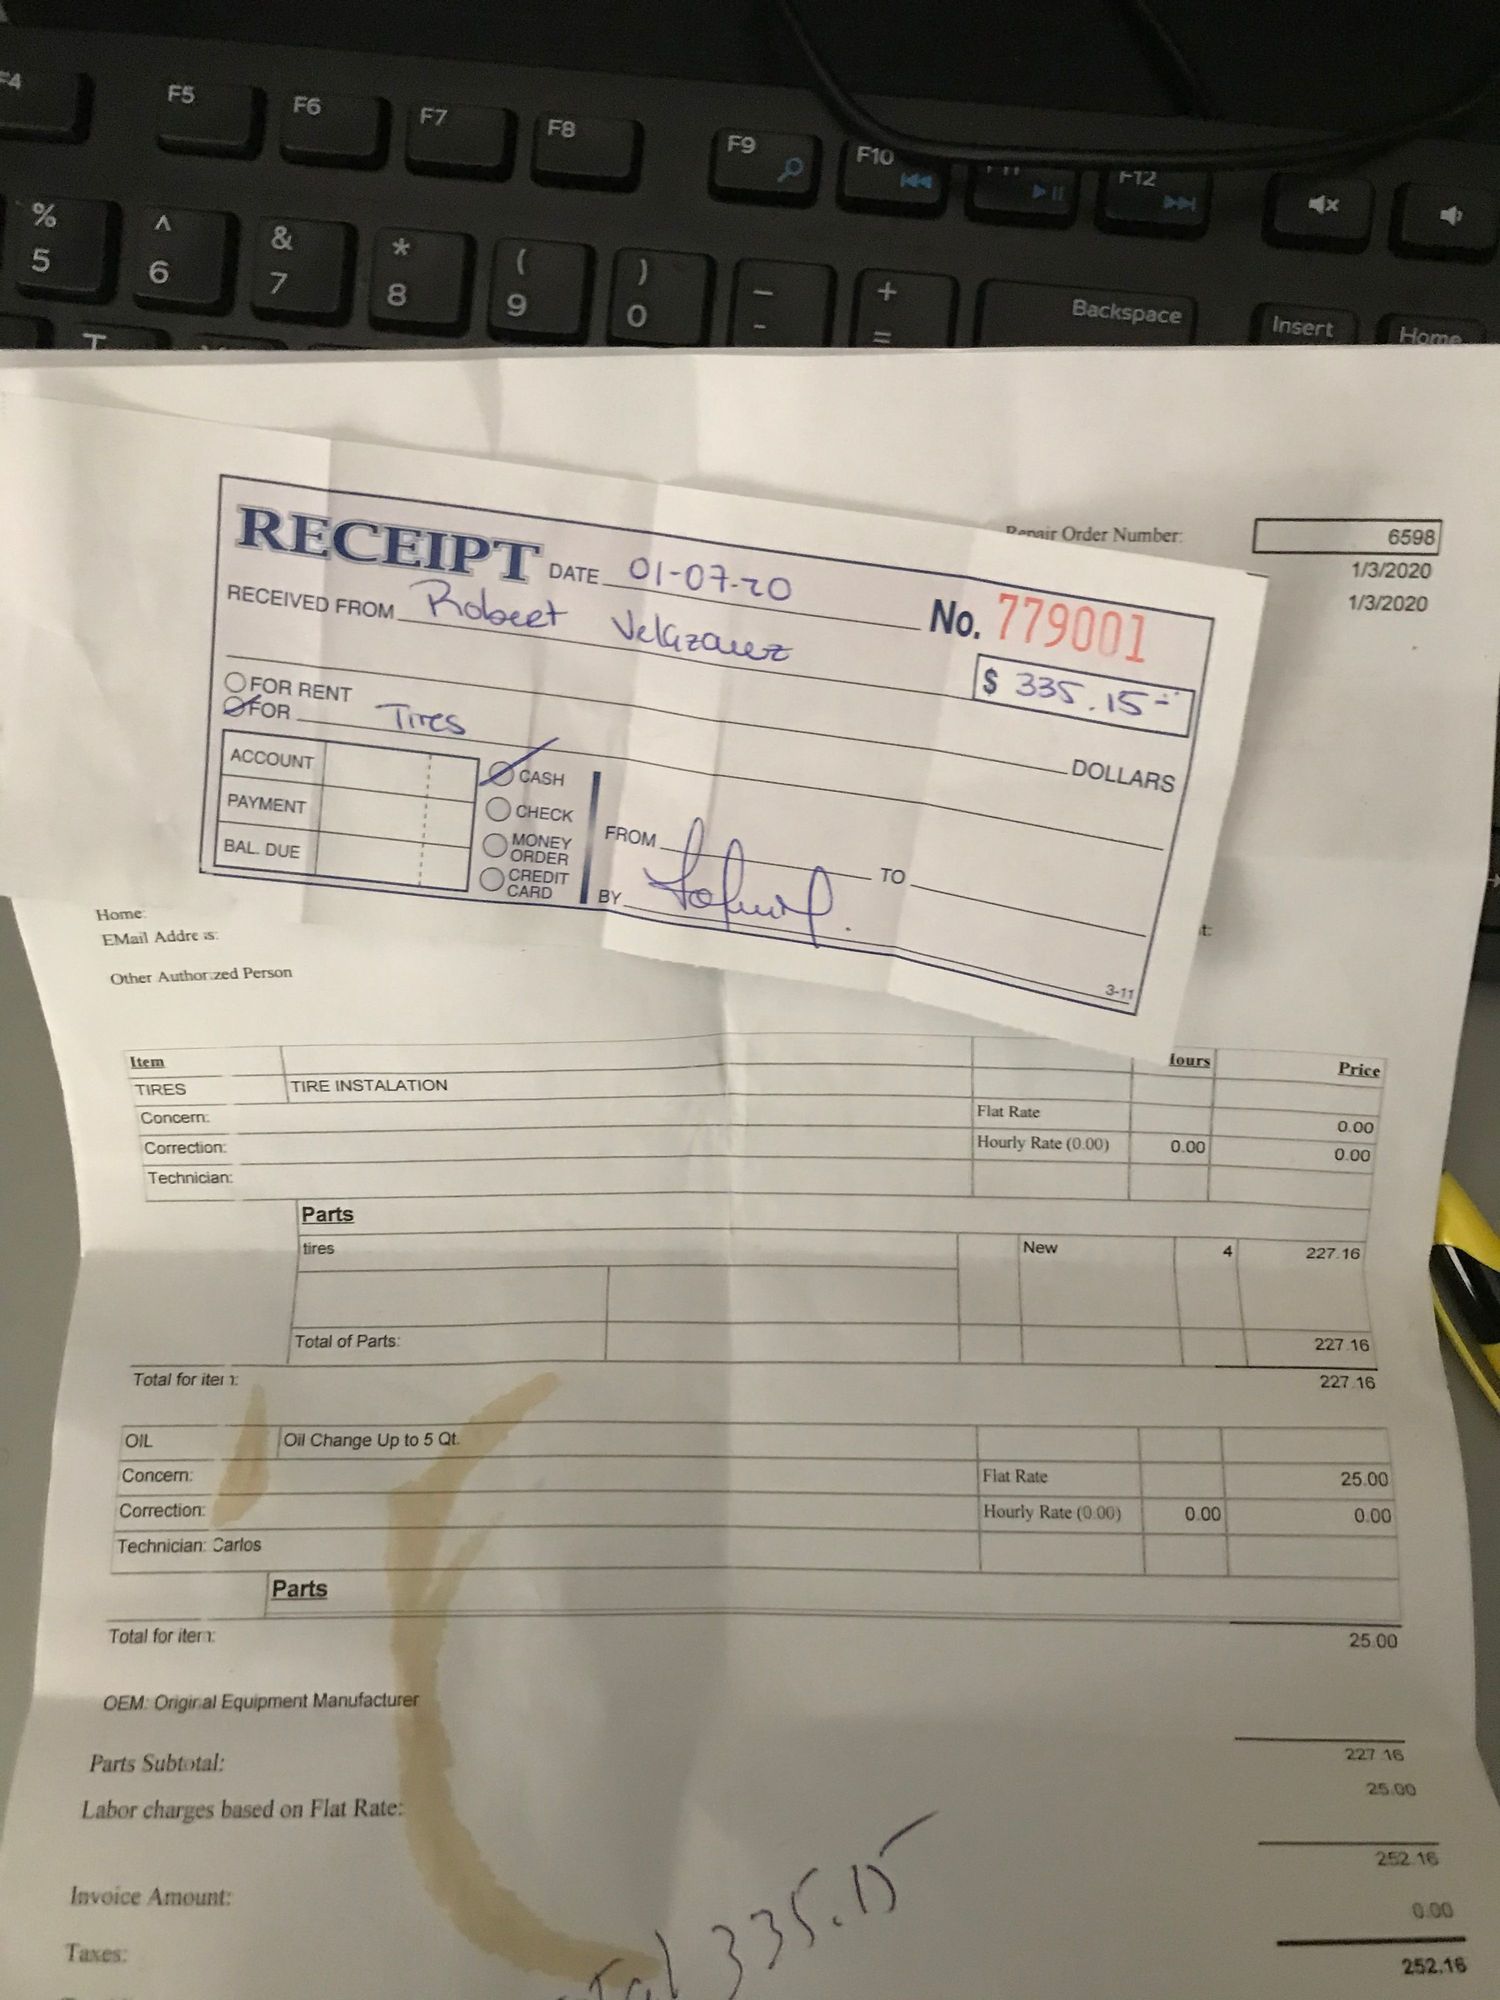 F4 F5 F6 F7 F8 F9 F10 F12
% ^ & * ( ) — +
5 6 7 8 9 0 - = Backspace Insert Home
T
Repair Order Number: 6598
1/3/2020
1/3/2020
RECEIPT DATE 01-07-20 No. 779001
RECEIVED FROM Robert Velazquez
$ 335.15
DOLLARS
FOR RENT
FOR Tires
ACCOUNT
PAYMENT
BAL. DUE
CASH
CHECK
MONEY ORDER
CREDIT CARD
FROM TO
BY
3-11
Home:
EMail Address:
Other Authorized Person
Item Hours Price
TIRES TIRE INSTALATION
Concern: Flat Rate 0.00
Correction: Hourly Rate (0.00) 0.00 0.00
Technician:
Parts
tires New 4 227.16
Total of Parts: 227.16
Total for item: 227.16
OIL Oil Change Up to 5 Qt.
Concern: Flat Rate 25.00
Correction: Hourly Rate (0.00) 0.00 0.00
Technician: Carlos
Parts
Total for item: 25.00
OEM: Original Equipment Manufacturer
Parts Subtotal: 227.16
Labor charges based on Flat Rate: 25.00
Invoice Amount: 252.16
Taxes: 0.00
252.16
335.15